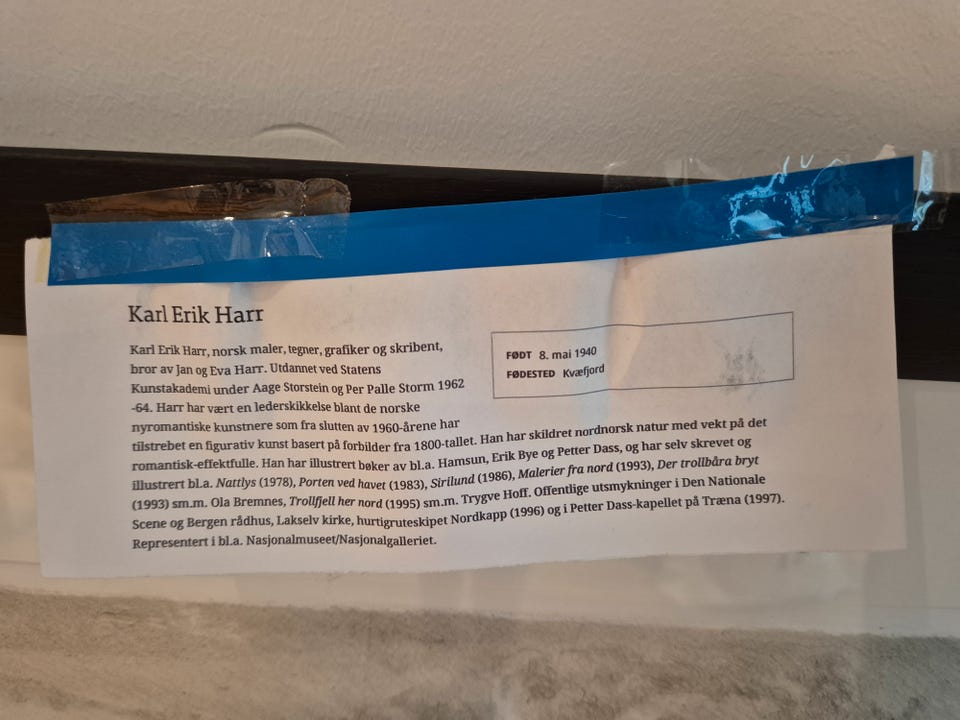 Karl Erik Harr
Karl Erik Harr, norsk maler, tegner, grafiker og skribent,
bror av Jan og Eva Harr. Utdannet ved Statens
Kunstakademi under Aage Storstein og Per Palle Storm 1962
-64. Harr har vært en lederskikkelse blant de norske
nyromantiske kunstnere som fra slutten av 1960-årene har
tilstrebet en figurativ kunst basert på forbilder fra 1800-tallet. Han har skildret nordnorsk natur med vekt på det
romantisk-effektfulle. Han har illustrert bøker av bl.a. Hamsun, Erik Bye og Petter Dass, og har selv skrevet og
illustrert bl.a. Nattlys (1978), Porten ved havet (1983), Sirilund (1986), Malerier fra nord (1993), Der trollbåra bryt
(1993) sm.m. Ola Bremnes, Trollfjell her nord (1995) sm.m. Trygve Hoff. Offentlige utsmykninger i Den Nationale
Scene og Bergen rådhus, Lakselv kirke, hurtigruteskipet Nordkapp (1996) og i Petter Dass-kapellet på Træna (1997).
Representert i bl.a. Nasjonalmuseet/Nasjonalgalleriet.
FØDT 8. mai 1940
FØDESTED Kvæfjord